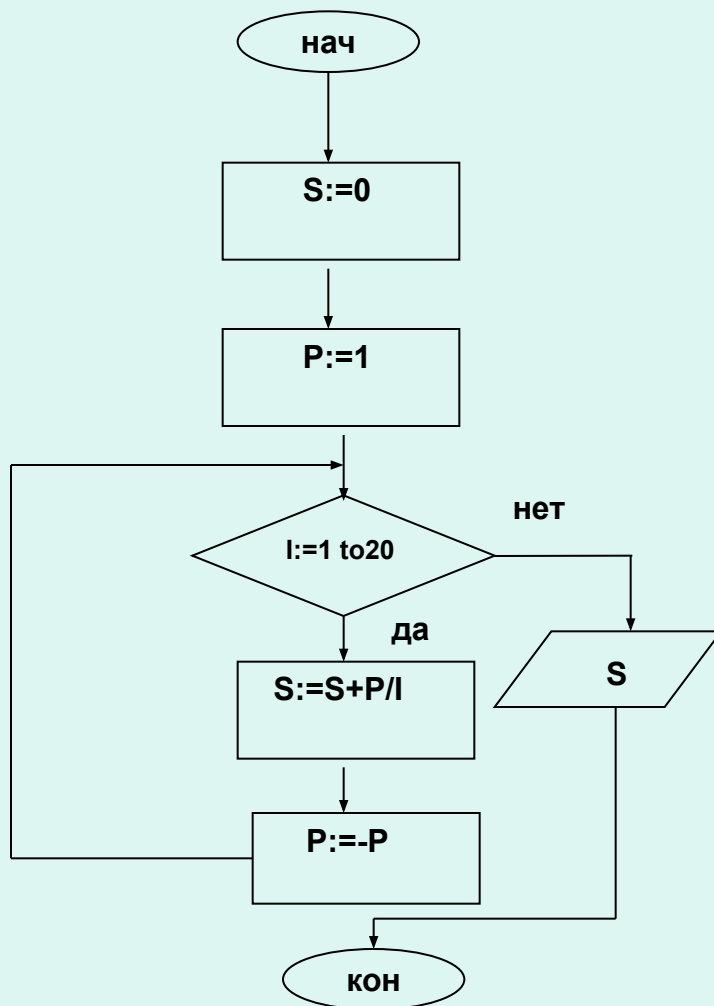 нач
S:=0
P:=1
нет
I:=1 to20
да
S:=S+P/I
S
P:=-P
кон